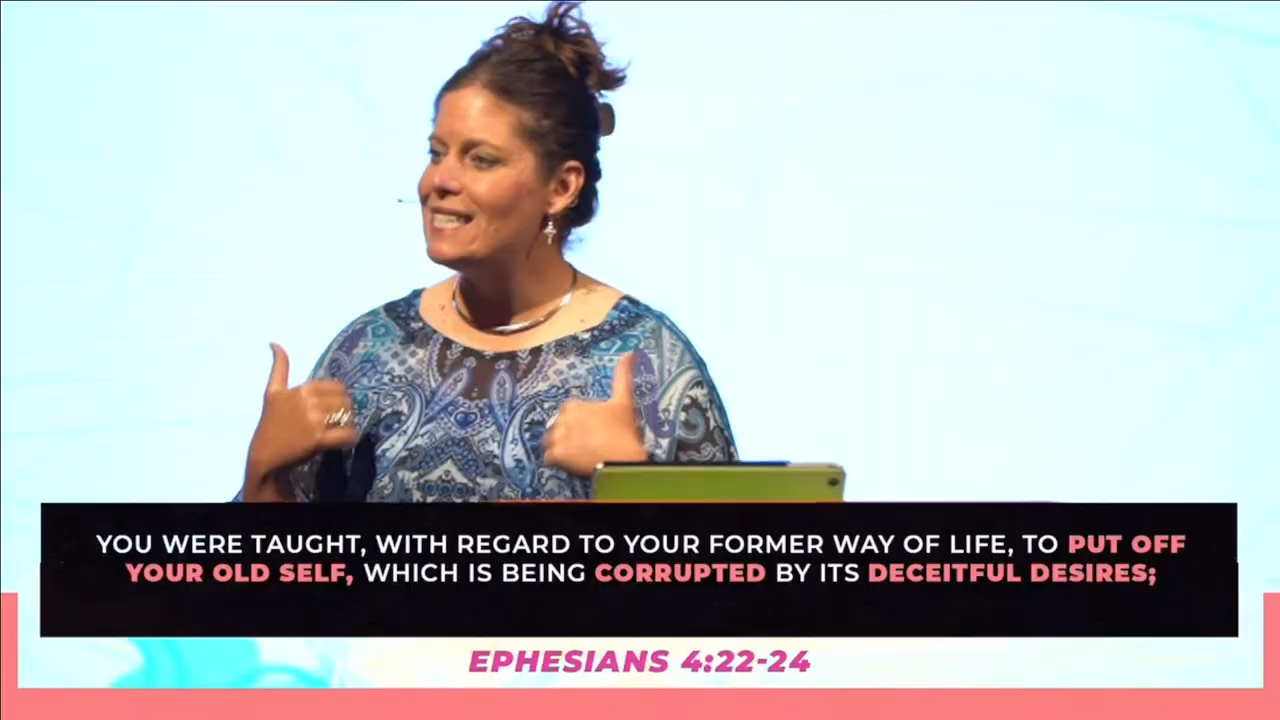 YOU WERE TAUGHT, WITH REGARD TO YOUR FORMER WAY OF LIFE, TO PUT OFF
YOUR OLD SELF, WHICH IS BEING CORRUPTED BY ITS DECEITFUL DESIRES;
EPHESIANS 4:22-24